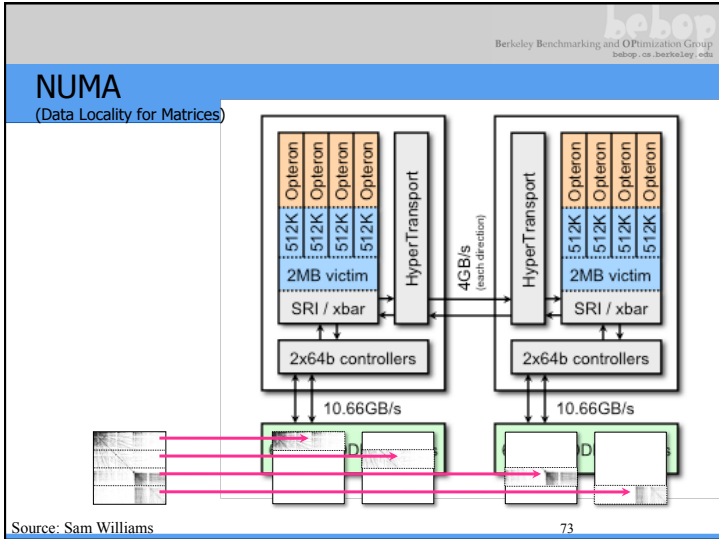 bebop
Berkeley Benchmarking and OPtimization Group
bebop.cs.berkeley.edu
NUMA
(Data Locality for Matrices)
Opteron
Opteron
Opteron
Opteron
512K
512K
512K
512K
2MB victim
SRI / xbar
HyperTransport
2x64b controllers
10.66GB/s
4GB/s
(each direction)
HyperTransport
Opteron
Opteron
Opteron
Opteron
512K
512K
512K
512K
2MB victim
SRI / xbar
2x64b controllers
10.66GB/s
Source: Sam Williams
73